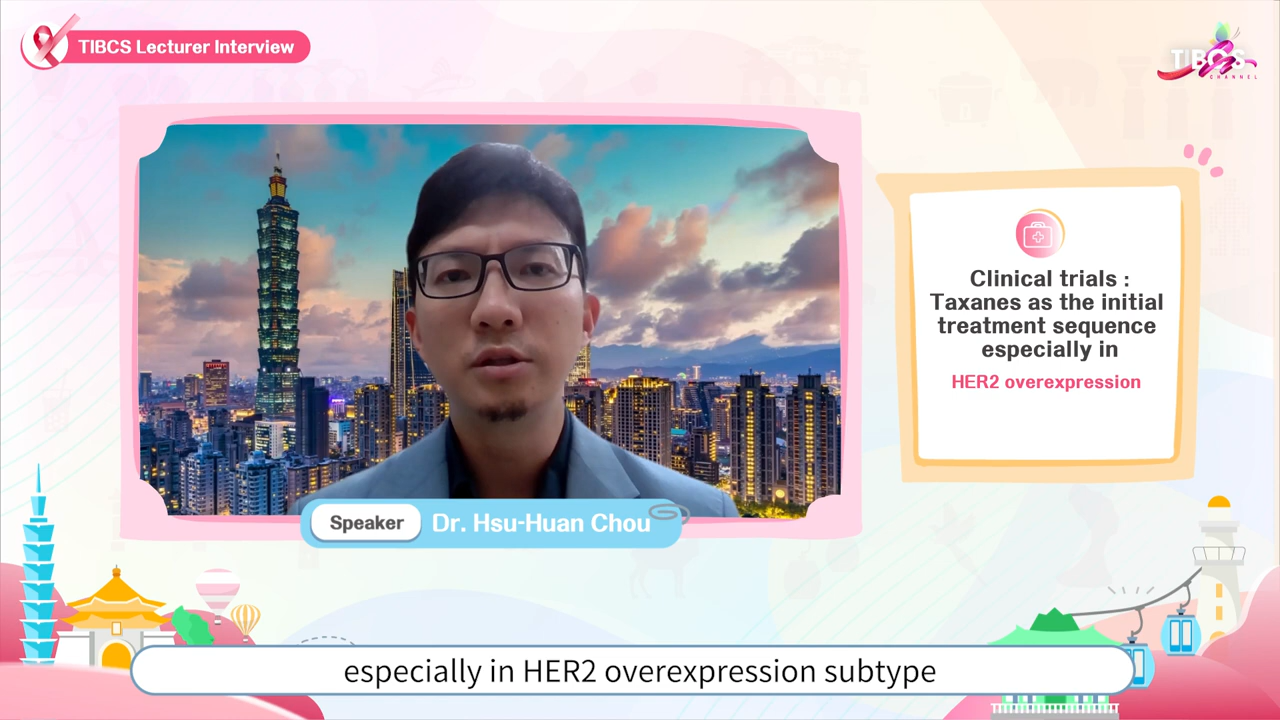 TIBCS Lecturer Interview
TIBCS
CHANNEL
Clinical trials :
Taxanes as the initial
treatment sequence
especially in
HER2 overexpression
Speaker
Dr. Hsu-Huan Chou
especially in HER2 overexpression subtype